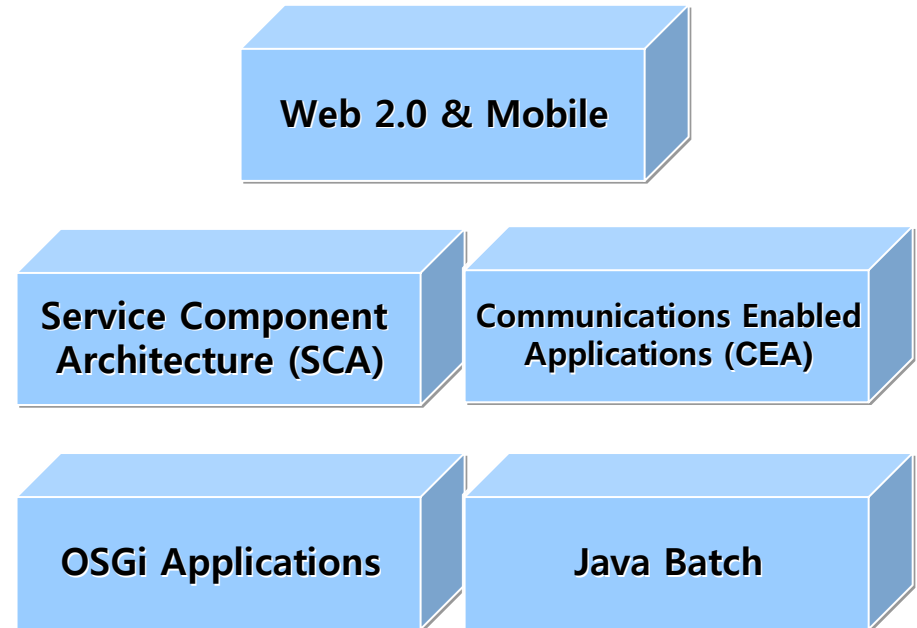 Web 2.0 & Mobile
Service Component
Architecture (SCA)
Communications Enabled
Applications (CEA)
OSGi Applications
Java Batch